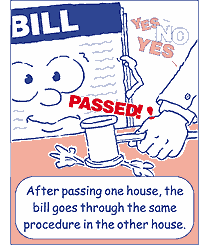 BILL
YES
NO
YES
PASSED!
After passing one house, the
bill goes through the same
procedure in the other house.